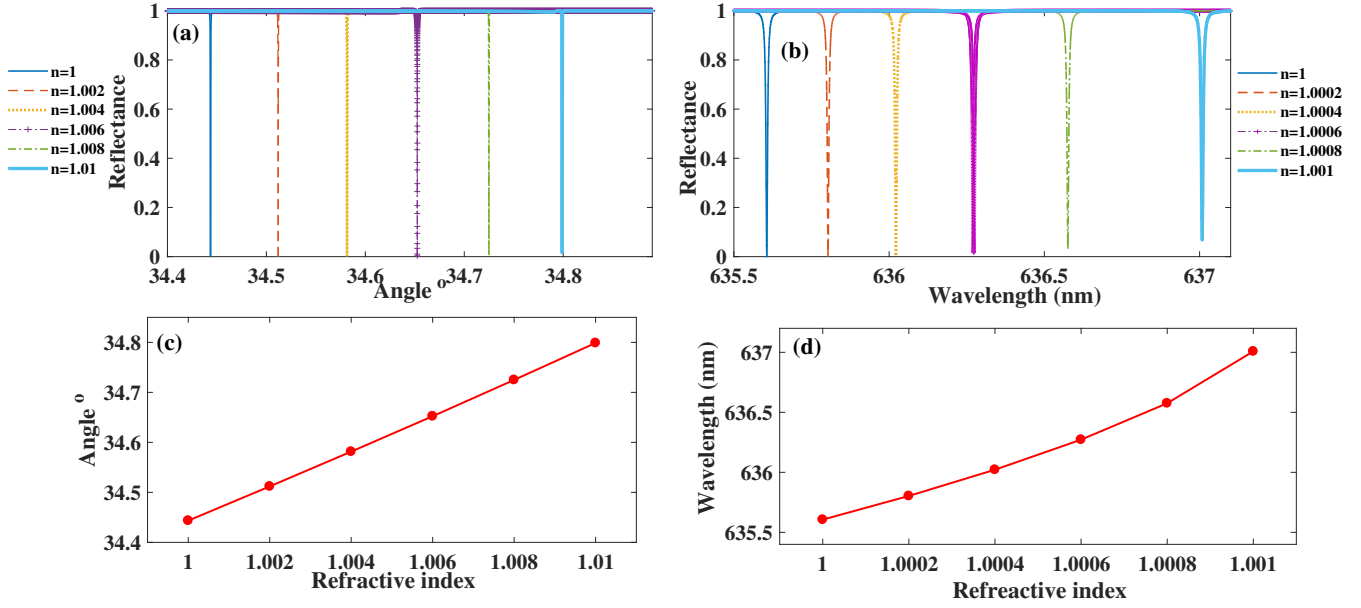 (a)
1
0.8
0.6
0.4
0.2
0
Reflectance
34.4
34.5
34.6
34.7
34.8
Angle o
n=1
n=1.002
n=1.004
n=1.006
n=1.008
n=1.01
(b)
1
0.8
0.6
0.4
0.2
0
Reflectance
635.5
636
636.5
637
Wavelength (nm)
n=1
n=1.0002
n=1.0004
n=1.0006
n=1.0008
n=1.001
(c)
34.8
34.7
34.6
34.5
34.4
Angle o
1
1.002
1.004
1.006
1.008
1.01
Refractive index
(d)
637
636.5
636
635.5
Wavelength (nm)
1
1.0002
1.0004
1.0006
1.0008
1.001
Refreactive index